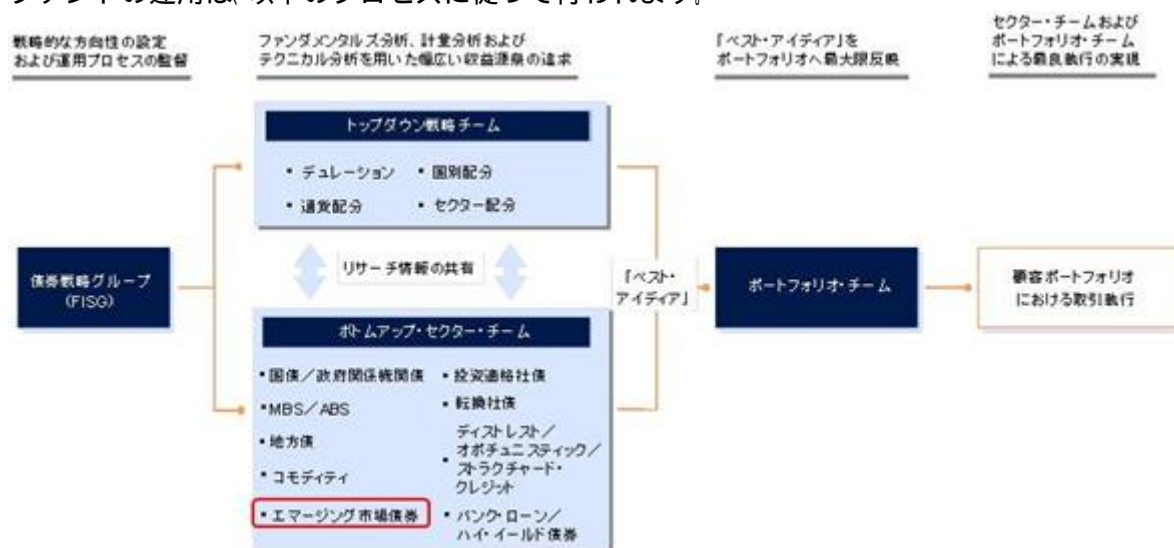 ファンドの運用は、以下のプロセスに従って行われます。
戦略的な方向性の設定
および運用プロセスの監督
ファンダメンタルズ分析、計量分析および
テクニカル分析を用いた幅広い収益源泉の追求
「ベスト・アイディア」を
ポートフォリオへ最大限反映
セクター・チームおよび
ポートフォリオ・チーム
による最良執行の実現
トップダウン戦略チーム
• デュレーション • 国別配分
• 通貨配分 • セクター配分
債券戦略グループ
(FISG)
リサーチ情報の共有
「ベスト・
アイディア」
ポートフォリオ・チーム
顧客ポートフォリオ
における取引執行
ボトムアップ・セクター・チーム
•国債/政府関係機関債
•MBS/ABS
•地方債
•コモディティ
•エマージング市場債券
• 投資適格社債
• 転換社債
• ディストレスト/
オポチュニスティック/
ストラクチャード・
クレジット
• バンク・ローン/
ハイ・イールド債券